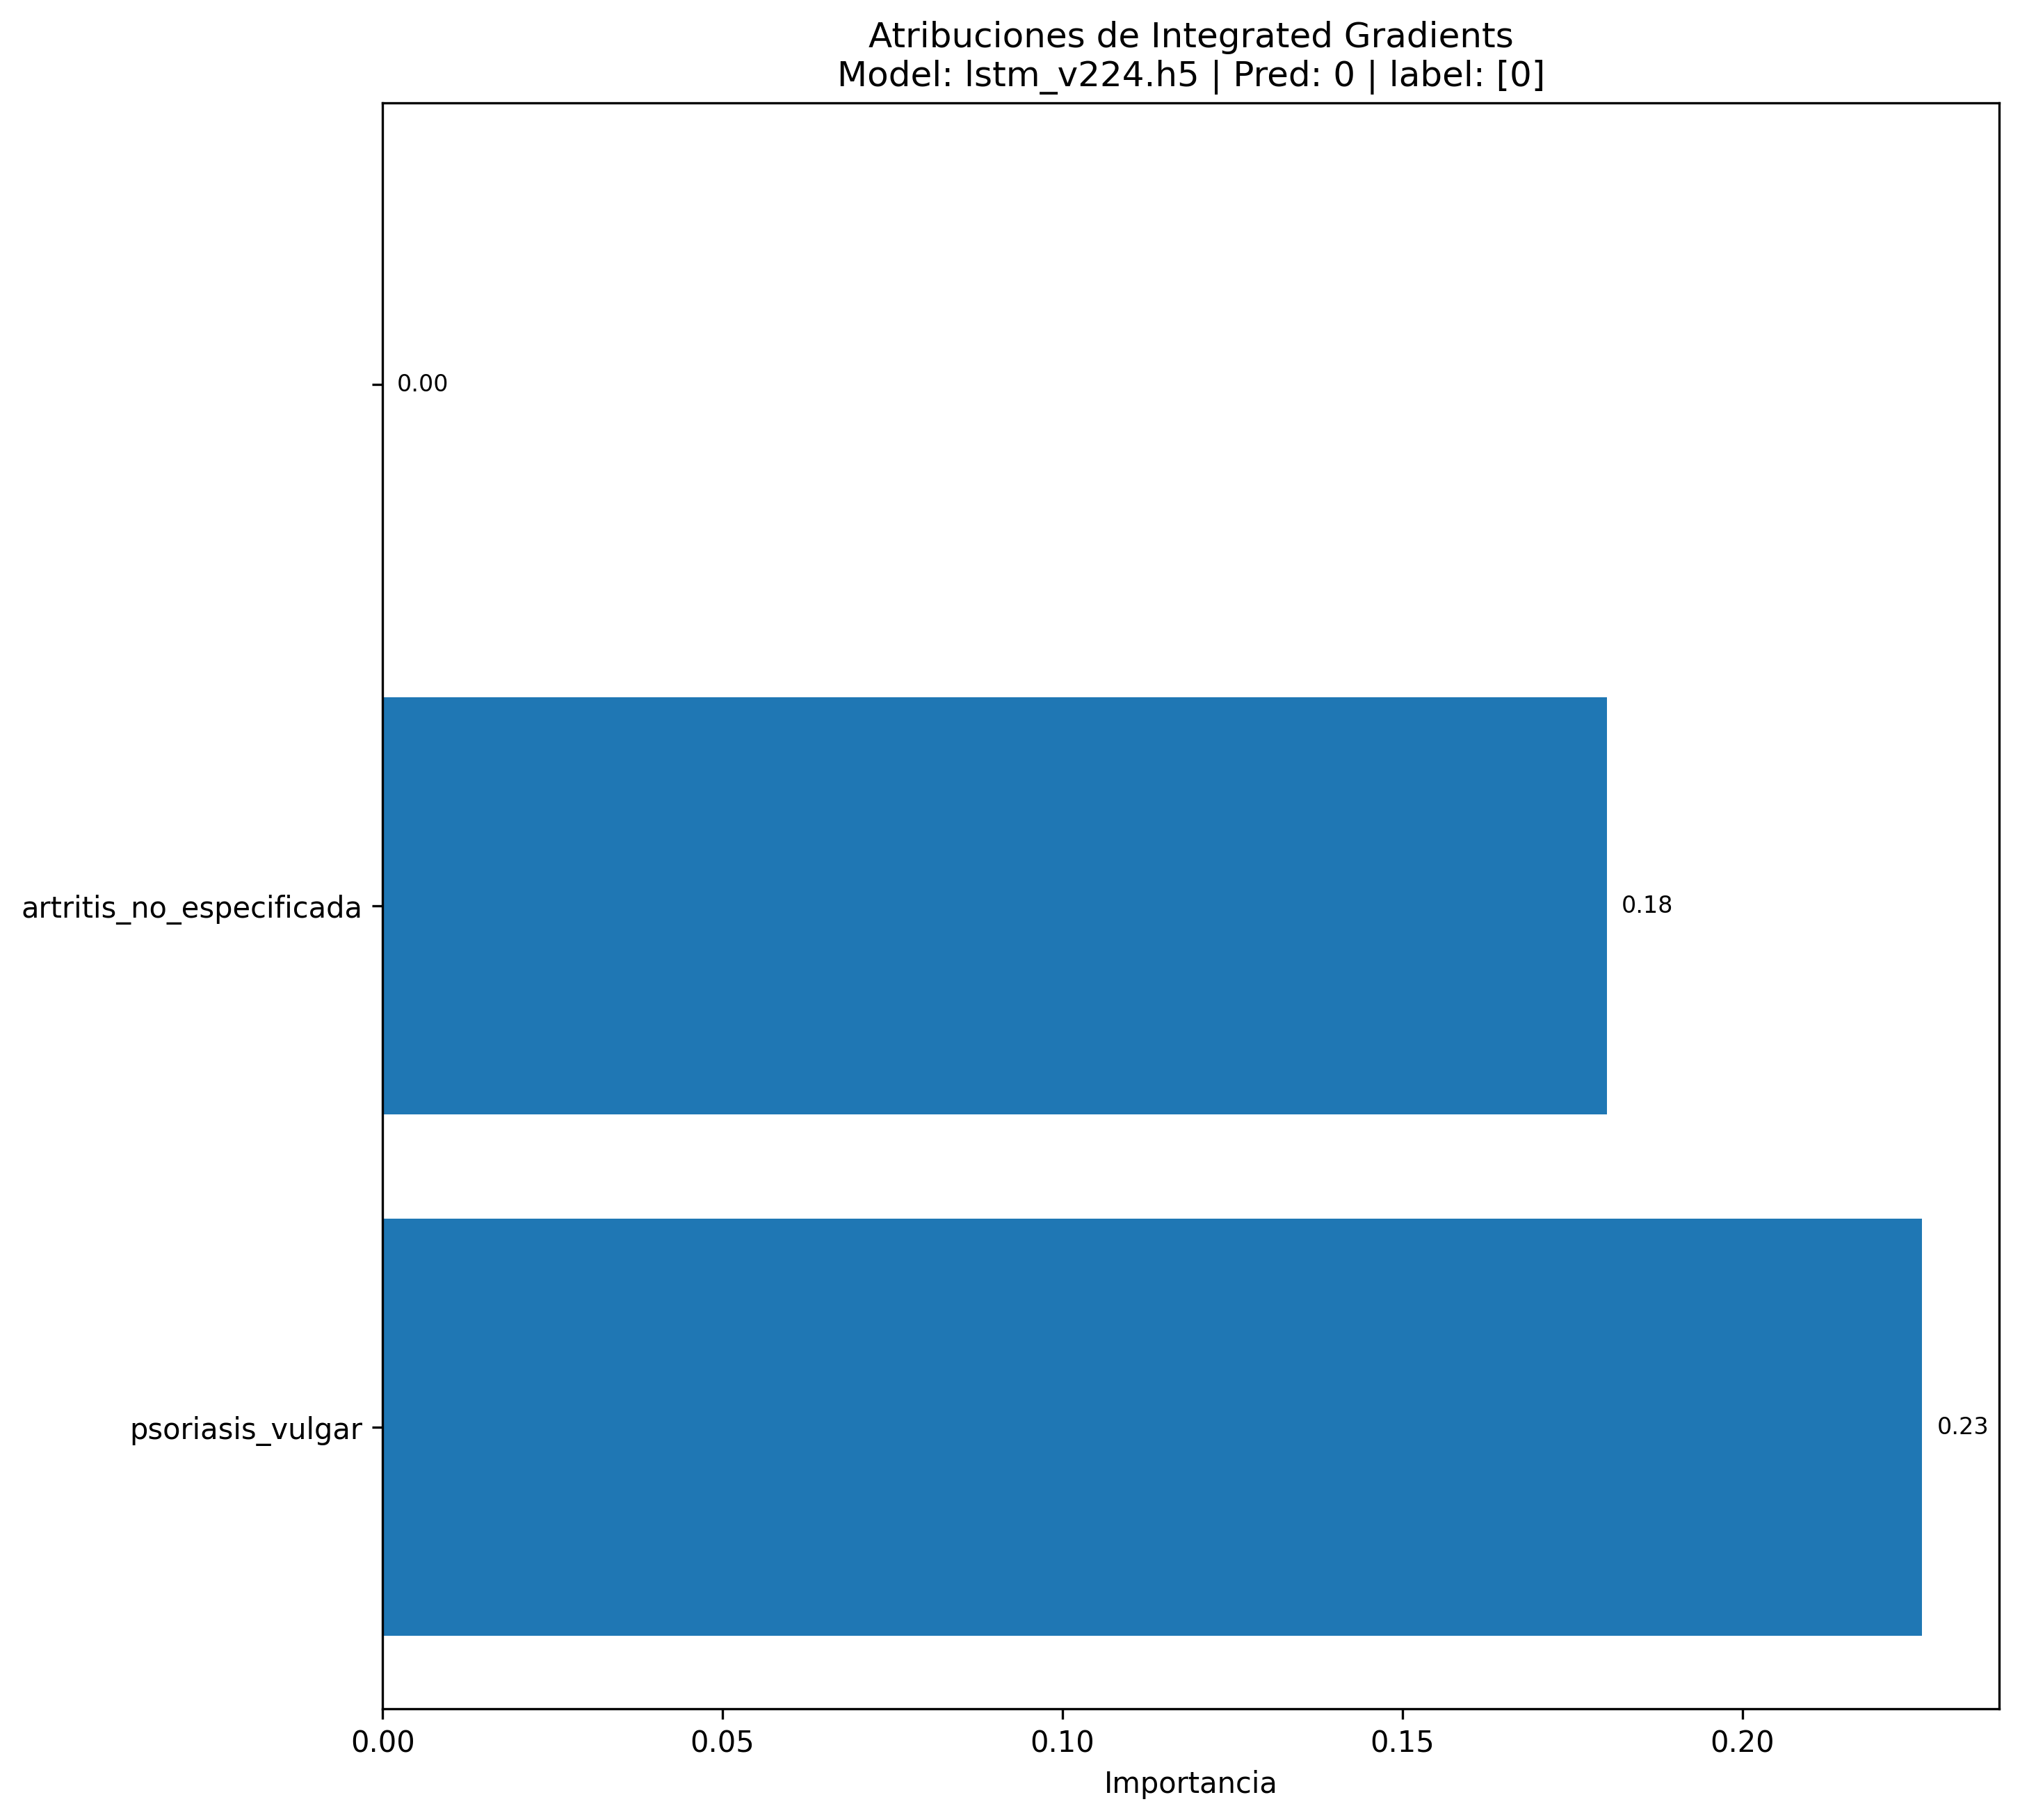 Atribuciones de Integrated Gradients
Model: lstm_v224.h5 | Pred: 0 | label: [0]
0.00
artritis_no_especificada
0.18
psoriasis_vulgar
0.23
0.00 0.05 0.10 0.15 0.20
Importancia